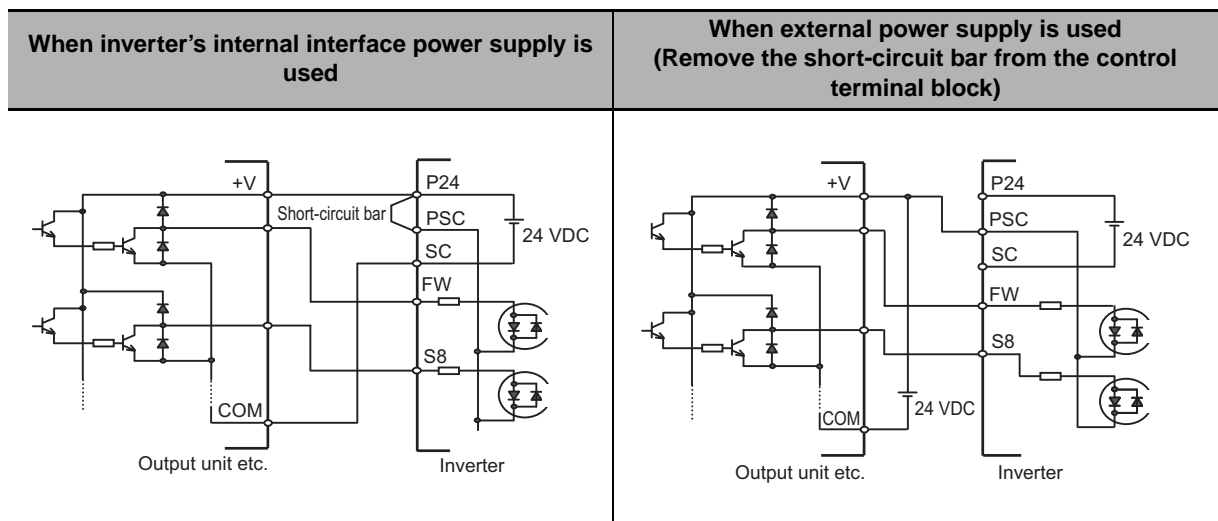 When inverter's internal interface power supply is
used
When external power supply is used
(Remove the short-circuit bar from the control
terminal block)
+V
P24
Short-circuit bar
PSC
24 VDC
SC
FW
S8
COM
Output unit etc.
Inverter
+V
P24
PSC
24 VDC
SC
FW
S8
24 VDC
COM
Output unit etc.
Inverter